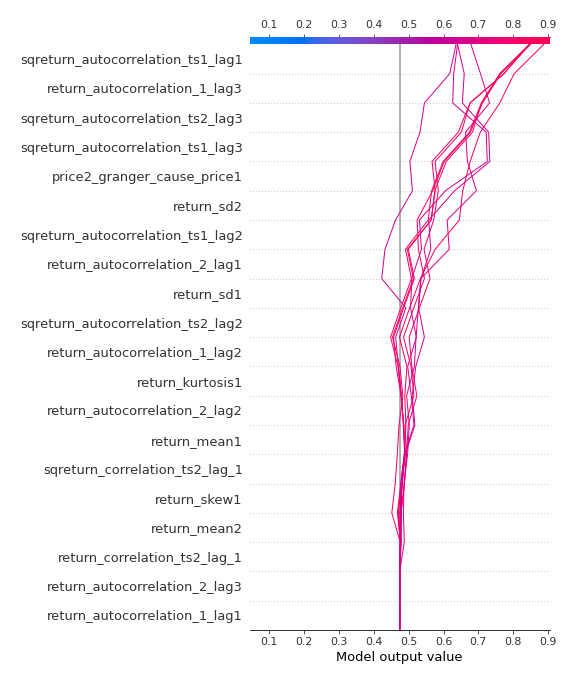 0.1 0.2 0.3 0.4 0.5 0.6 0.7 0.8 0.9
sqreturn_autocorrelation_ts1_lag1
return_autocorrelation_1_lag3
sqreturn_autocorrelation_ts2_lag3
sqreturn_autocorrelation_ts1_lag3
price2_granger_cause_price1
return_sd2
sqreturn_autocorrelation_ts1_lag2
return_autocorrelation_2_lag1
return_sd1
sqreturn_autocorrelation_ts2_lag2
return_autocorrelation_1_lag2
return_kurtosis1
return_autocorrelation_2_lag2
return_mean1
sqreturn_correlation_ts2_lag_1
return_skew1
return_mean2
return_correlation_ts2_lag_1
return_autocorrelation_2_lag3
return_autocorrelation_1_lag1
0.1 0.2 0.3 0.4 0.5 0.6 0.7 0.8 0.9
Model output value